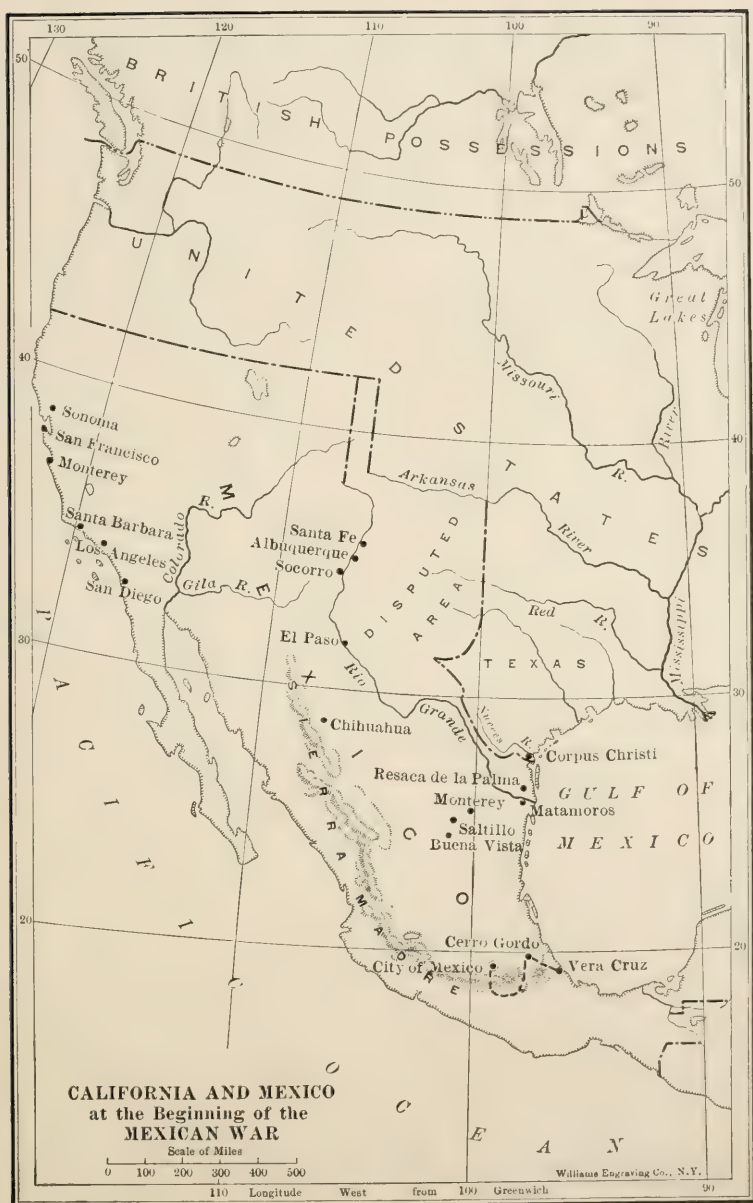 130
120
110
100
90
50
BRITISH POSSESSIONS
50
UNITED STATES
Great
Lakes
40
Missouri
R.
River
40
Sonoma
San Francisco
Monterey
Arkansas
River
Santa Barbara
Los Angeles
San Diego
Colorado
R.
Gila R.
MEXICO
Santa Fe
Albuquerque
Socorro
DISPUTED
AREA
Red
R.
Mississippi
TEXAS
30
30
El Paso
Rio
Grande
Nueces
R.
Corpus Christi
Chihuahua
SIERRA MADRE
Resaca de la Palma
Matamoros
Monterey
Saltillo
Buena Vista
GULF OF
MEXICO
20
20
Cerro Gordo
City of Mexico
Vera Cruz
PACIFIC
OCEAN
CALIFORNIA AND MEXICO
at the Beginning of the
MEXICAN WAR
Scale of Miles
0 100 200 300 400 500
Williams Engraving Co., N.Y.
110 Longitude West from 100 Greenwich 90